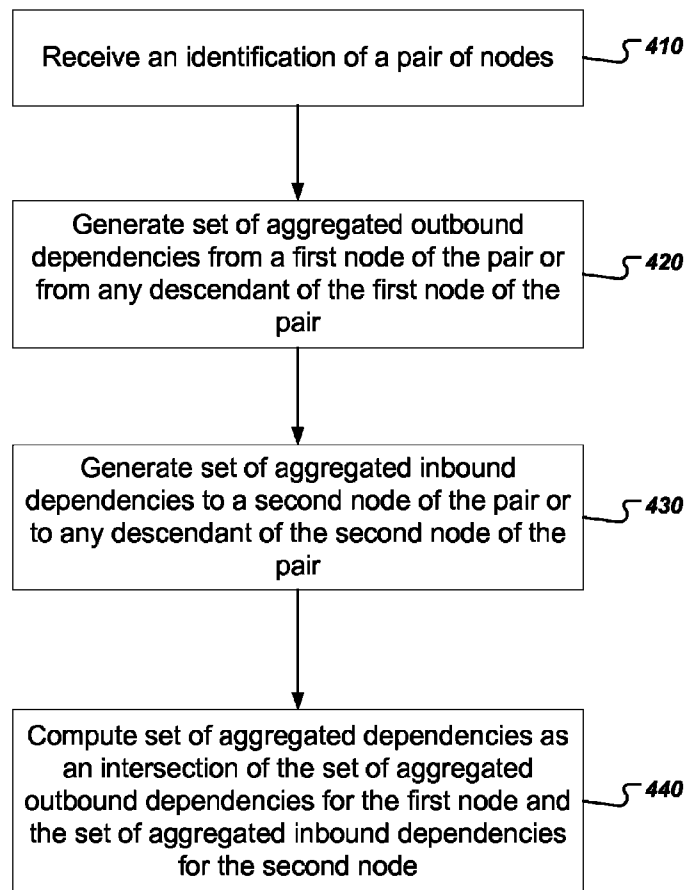 Receive an identification of a pair of nodes
410
Generate set of aggregated outbound
dependencies from a first node of the pair or
from any descendant of the first node of the
pair
420
Generate set of aggregated inbound
dependencies to a second node of the pair or
to any descendant of the second node of the
pair
430
Compute set of aggregated dependencies as
an intersection of the set of aggregated
outbound dependencies for the first node and
the set of aggregated inbound dependencies
for the second node
440